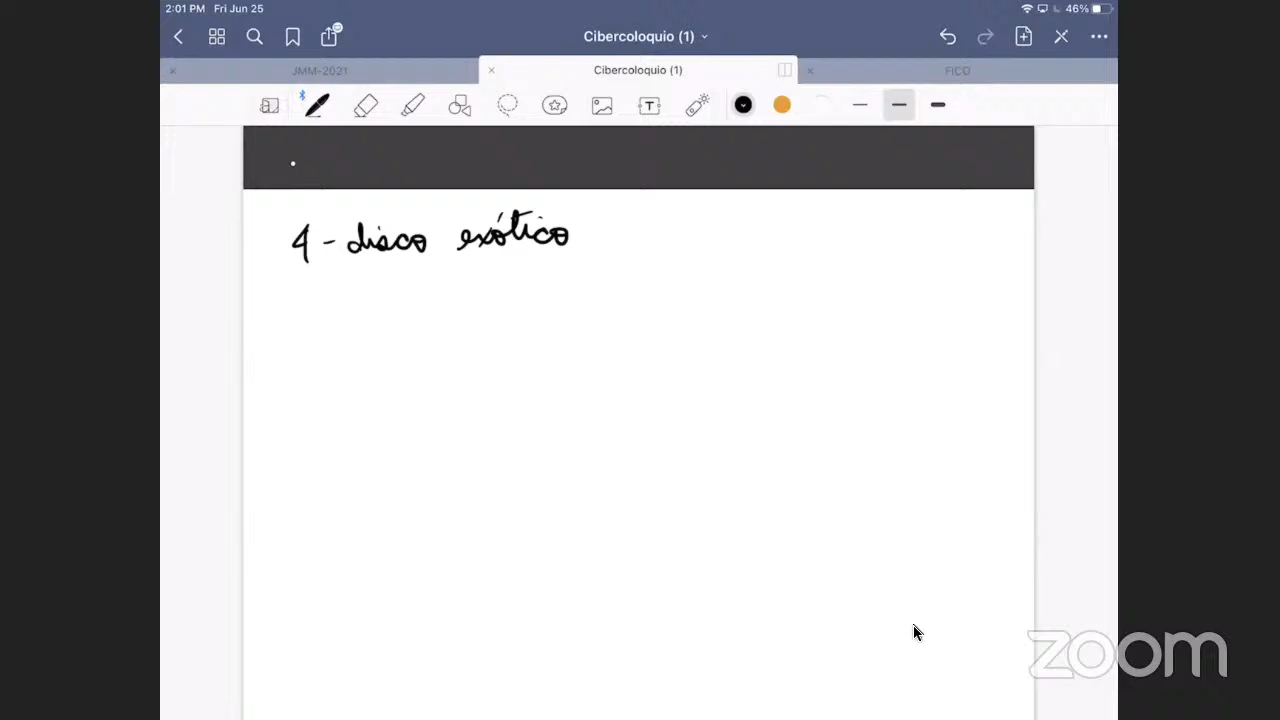 2:01 PM Fri Jun 25
46%
Cibercoloquio (1)
JMM-2021
Cibercoloquio (1)
FICO
T
4 - disco exótico
zoom